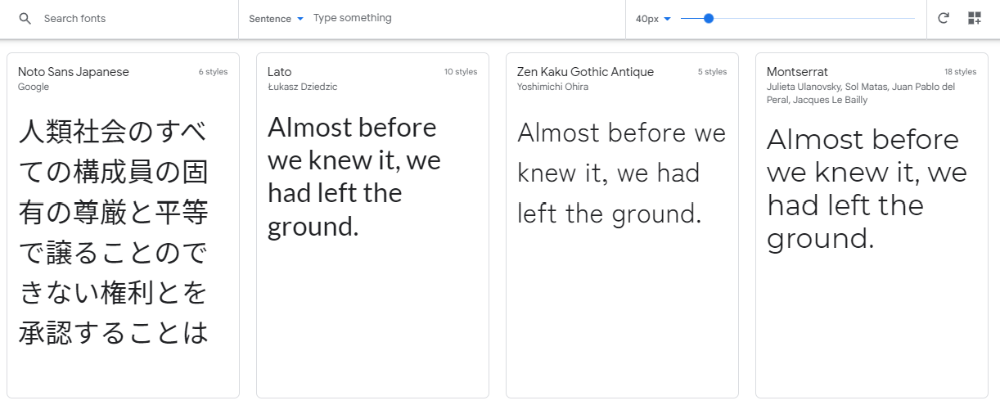 Search fonts
Sentence
Type something
40px
Noto Sans Japanese
6 styles
Google
人類社会のすべ
ての構成員の固
有の尊厳と平等
で譲ることので
きない権利とを
承認することは
Lato
10 styles
Łukasz Dziedzic
Almost before
we knew it, we
had left the
ground.
Zen Kaku Gothic Antique
5 styles
Yoshimichi Ohira
Almost before we
knew it, we had
left the ground.
Montserrat
18 styles
Julieta Ulanovsky, Sol Matas, Juan Pablo del
Peral, Jacques Le Bailly
Almost before
we knew it, we
had left the
ground.